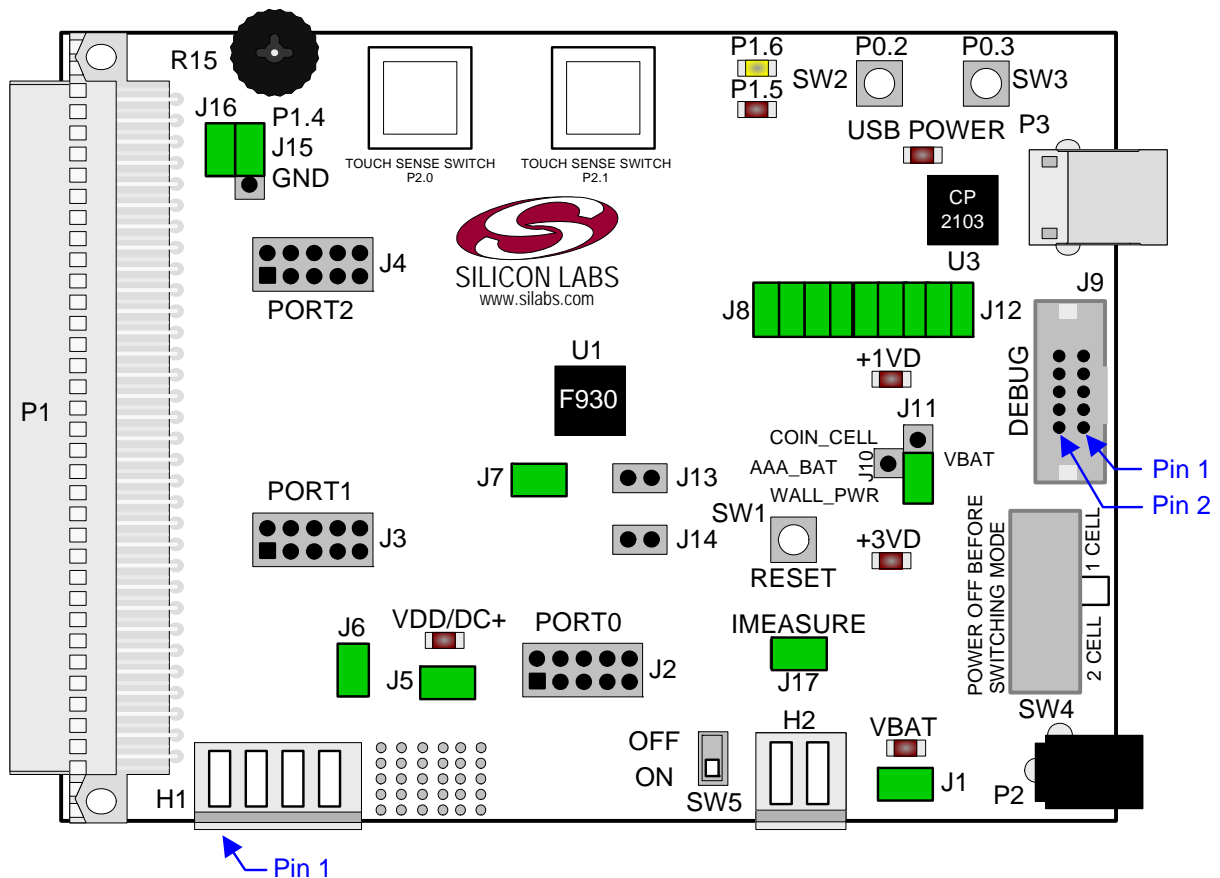 R15
P1.6
P0.2
P0.3
SW2
SW3
P1.5
J16
P1.4
J15
GND
TOUCH SENSE SWITCH
P2.0
TOUCH SENSE SWITCH
P2.1
USB POWER
P3
CP
2103
U3
J4
PORT2
SILICON LABS
www.silabs.com
J9
J8
J12
DEBUG
+1VD
U1
F930
P1
J11
COIN_CELL
J10
AAA_BAT
VBAT
WALL_PWR
Pin 1
Pin 2
J7
J13
PORT1
J3
J14
SW1
RESET
+3VD
POWER OFF BEFORE
SWITCHING MODE
2 CELL
1 CELL
SW4
J6
VDD/DC+
J5
PORT0
J2
IMEASURE
J17
H2
OFF
ON
SW5
VBAT
J1
P2
H1
Pin 1